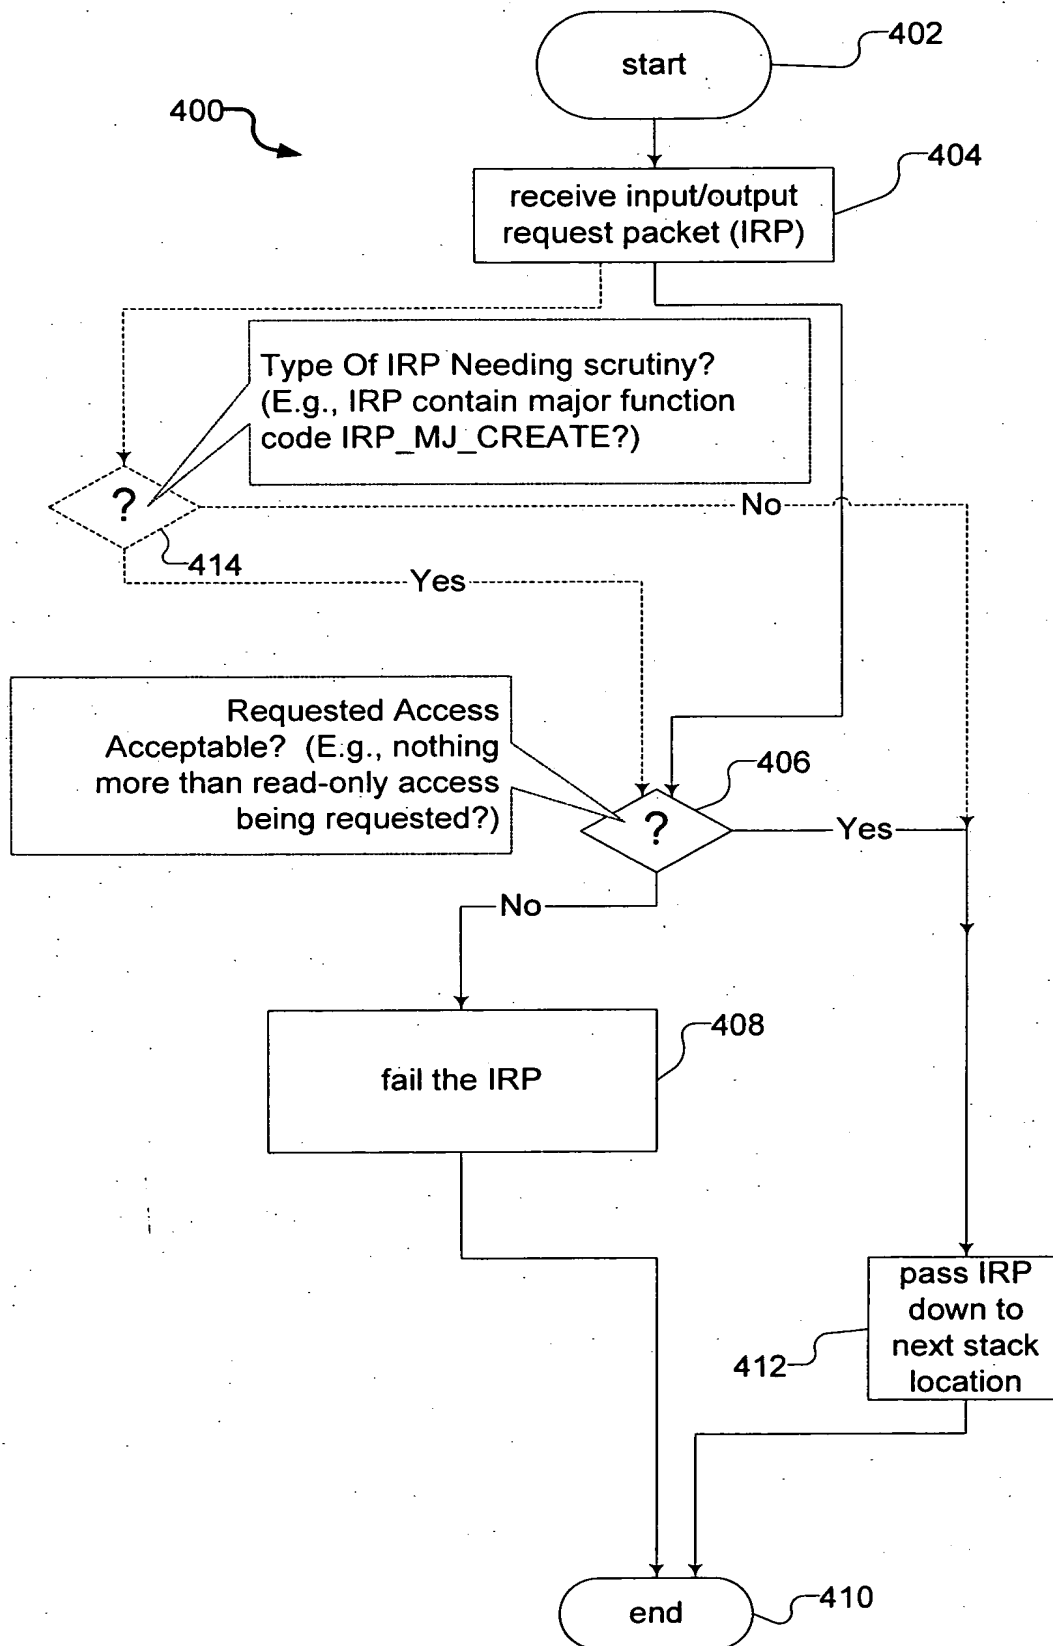 start
402
400
404
receive input/output
request packet (IRP)
Type Of IRP Needing scrutiny?
(E.g., IRP contain major function
code IRP_MJ_CREATE?)
?
No
414
Yes
Requested Access
Acceptable? (E.g., nothing
more than read-only access
being requested?)
406
?
Yes
No
408
fail the IRP
pass IRP
down to
next stack
location
412
end
410